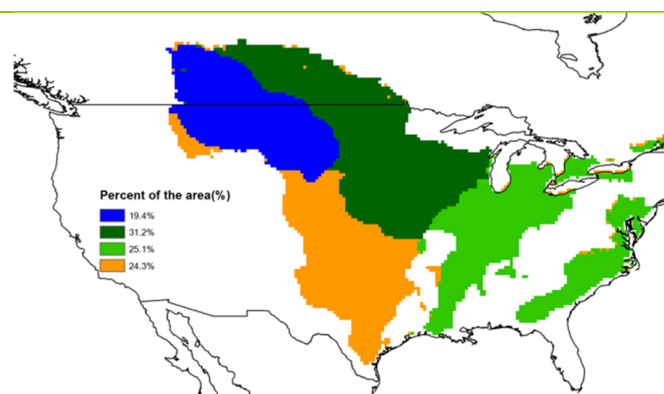 Percent of the area(%)
19.4%
31.2%
25.1%
24.3%